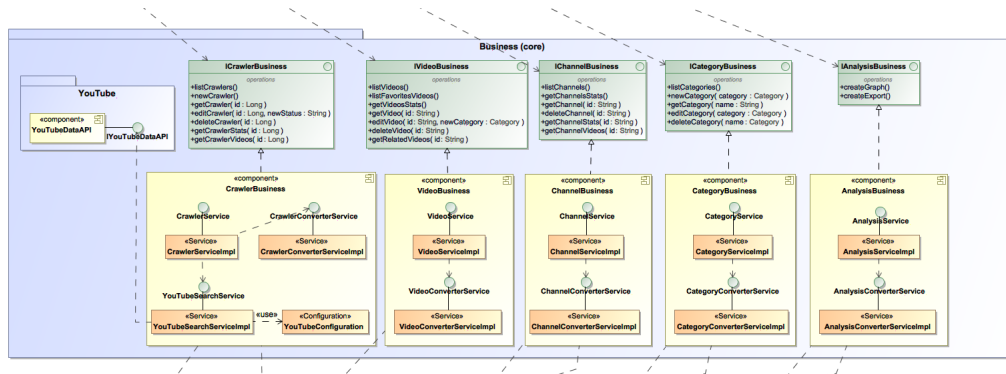 Business (core)
YouTube
«component»
YouTubeDataAPI
IYouTubeDataAPI
ICrawlerBusiness
operations
+listCrawlers()
+newCrawler()
+getCrawler( id : Long )
+editCrawler( id : Long, newStatus : String )
+deleteCrawler( id : Long )
+getCrawlerStats( id : Long )
+getCrawlerVideos( id : Long )
IVideoBusiness
operations
+listVideos()
+listFavoritesVideos()
+getVideosStats()
+getVideo( id : String )
+editVideo( id : String, newCategory : Category )
+deleteVideo( id : String )
+getRelatedVideos( id : String )
IChannelBusiness
operations
+listChannels()
+getChannelsStats()
+getChannel( id : String )
+deleteChannel( id : String )
+getChannelStats( id : String )
+getChannelVideos( id : String )
ICategoryBusiness
operations
+listCategories()
+newCategory( category : Category )
+getCategory( name : String )
+editCategory( category : Category )
+deleteCategory( name : Category )
IAnalysisBusiness
operations
+createGraph()
+createExport()
«component»
CrawlerBusiness
CrawlerService
CrawlerConverterService
«Service»
CrawlerServiceImpl
«Service»
CrawlerConverterServiceImpl
YouTubeSearchService
«Service»
YouTubeSearchServiceImpl
«use»
«Configuration»
YouTubeConfiguration
«component»
VideoBusiness
VideoService
«Service»
VideoServiceImpl
VideoConverterService
«Service»
VideoConverterServiceImpl
«component»
ChannelBusiness
ChannelService
«Service»
ChannelServiceImpl
ChannelConverterService
«Service»
ChannelConverterServiceImpl
«component»
CategoryBusiness
CategoryService
«Service»
CategoryServiceImpl
CategoryConverterService
«Service»
CategoryConverterServiceImpl
«component»
AnalysisBusiness
AnalysisService
«Service»
AnalysisServiceImpl
AnalysisConverterService
«Service»
AnalysisConverterServiceImpl